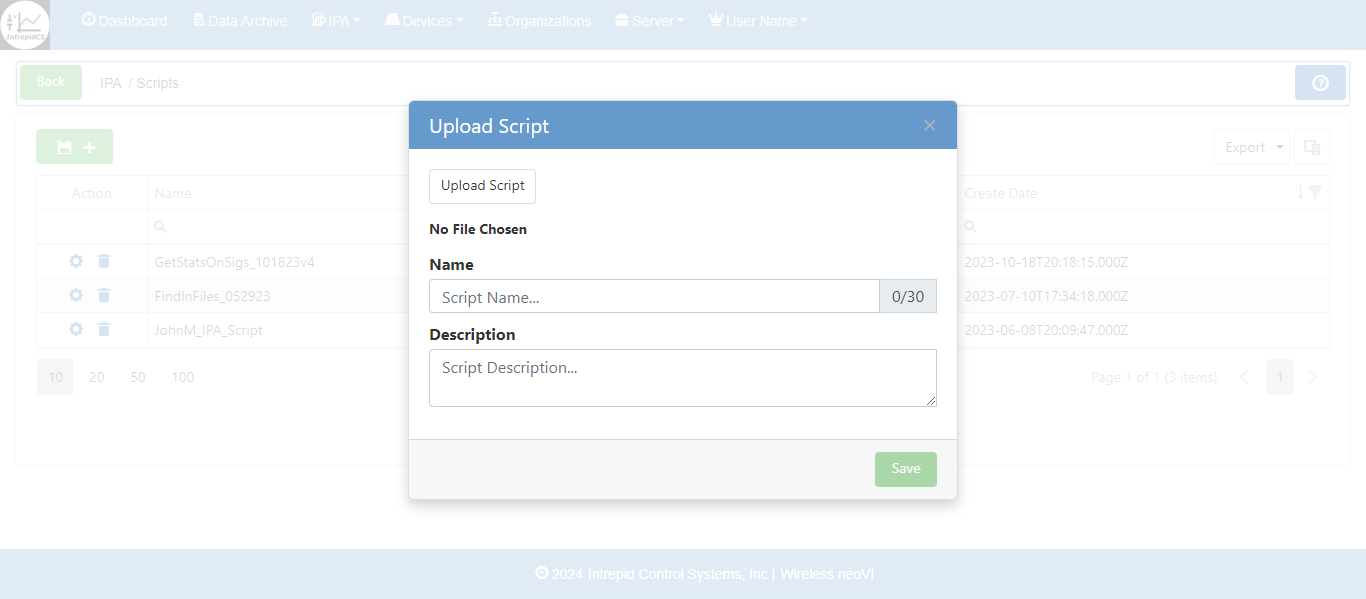 IntrepidCS
Dashboard Data Archive IPA Devices Organizations Server User Name
Back IPA / Scripts
Upload Script ×
Export
Upload Script
Action Name Create Date
No File Chosen
GetStatsOnSigs_101823v4 2023-10-18T20:18:15.000Z
Name
FindInFiles_052923 Script Name... 0/30 2023-07-10T17:34:18.000Z
JohnM_IPA_Script Description 2023-06-08T20:09:47.000Z
10 20 50 100 Script Description... Page 1 of 1 (3 items) 1
Save
© 2024 Intrepid Control Systems, Inc | Wireless neoVI